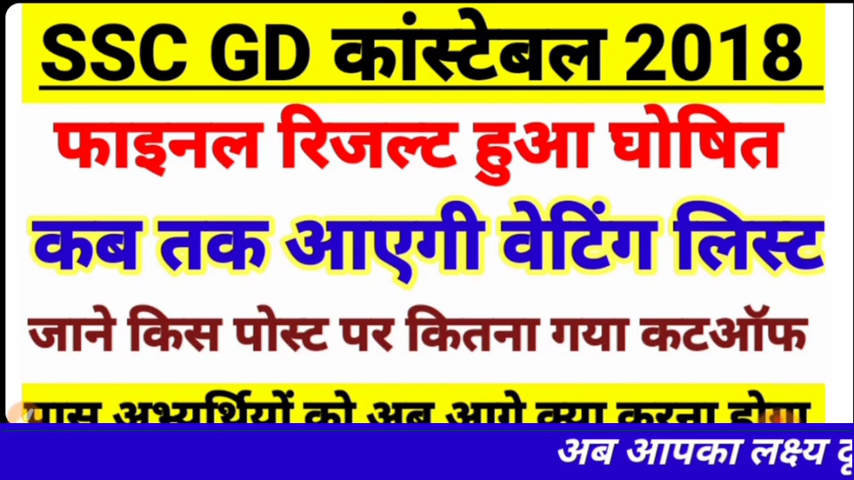 SSC GD कांस्टेबल 2018
फाइनल रिजल्ट हुआ घोषित
कब तक आएगी वेटिंग लिस्ट
जाने किस पोस्ट पर कितना गया कटऑफ
पास अभ्यर्थियों को अब आगे क्या करना होगा
अब आपका लक्ष्य